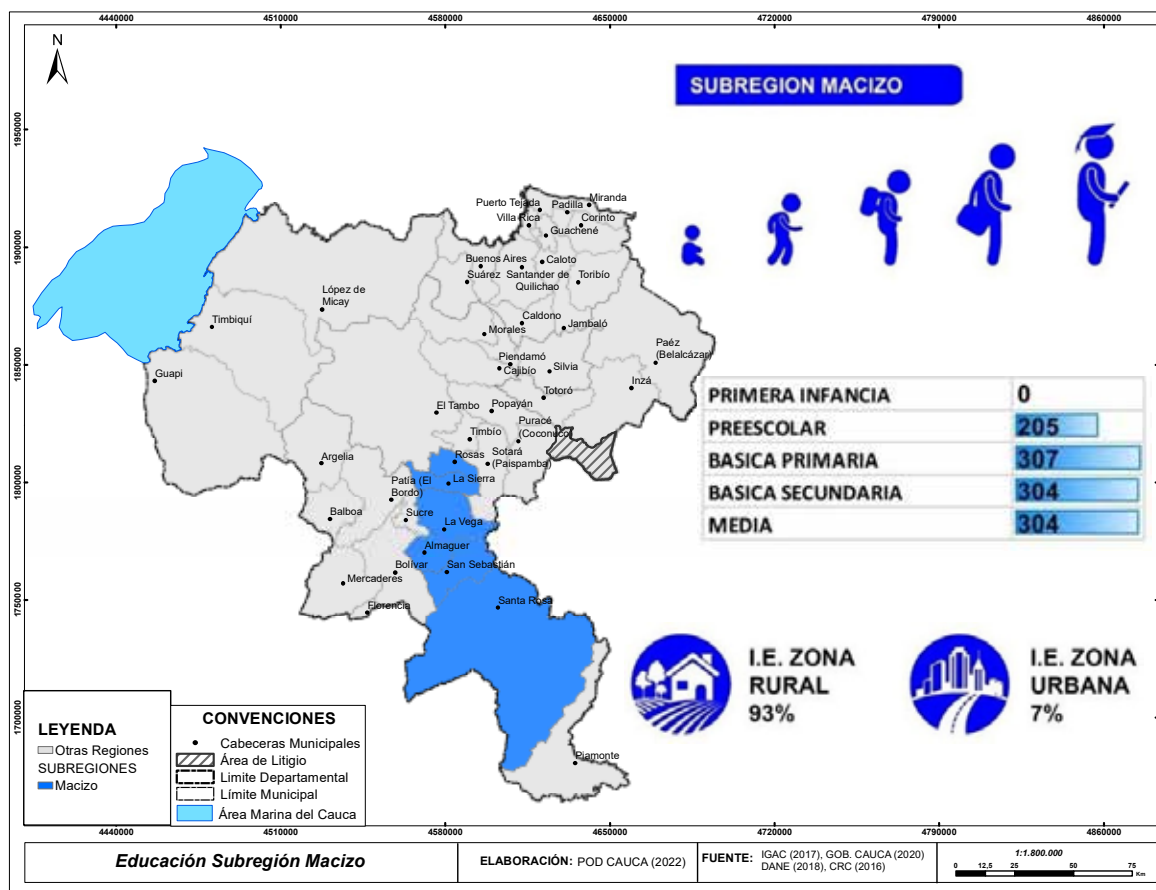 4440000 4510000 4580000 4650000 4720000 4790000 4860000
N
SUBREGION MACIZO
1950000
1900000
1850000
1800000
1750000
1700000
Puerto Tejada
Padilla
Miranda
Villa Rica
Corinto
Guachené
Buenos Aires
Caloto
Suárez
Santander de
Quilichao
Toribío
López de
Micay
Timbiquí
Caldono
Morales
Jambaló
Paéz
(Belalcázar)
Piendamó
Cajibío
Silvia
Guapi
Inzá
Totoró
El Tambo
Popayán
Puracé
(Coconuco)
Timbío
Argelia
Rosas
Sotará
(Paispamba)
La Sierra
Patía (El
Bordo)
Balboa
Sucre
La Vega
Almaguer
Bolívar
San Sebastián
Mercaderes
Florencia
Santa Rosa
Piamonte
PRIMERA INFANCIA 0
PREESCOLAR 205
BASICA PRIMARIA 307
BASICA SECUNDARIA 304
MEDIA 304
I.E. ZONA
RURAL
93%
I.E. ZONA
URBANA
7%
LEYENDA
Otras Regiones
SUBREGIONES
Macizo
CONVENCIONES
Cabeceras Municipales
Área de Litigio
Limite Departamental
Límite Municipal
Área Marina del Cauca
4440000 4510000 4580000 4650000 4720000 4790000 4860000
Educación Subregión Macizo
ELABORACIÓN: POD CAUCA (2022)
FUENTE: IGAC (2017), GOB. CAUCA (2020)
DANE (2018), CRC (2016)
1:1.800.000
0 12,5 25 50 75
Km